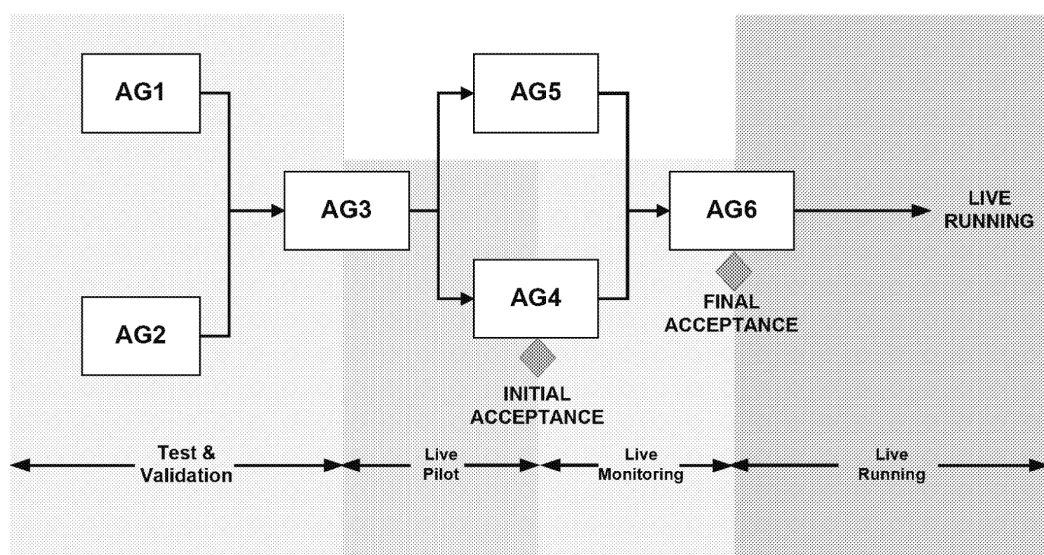 AG1
AG5
AG3
AG6
LIVE
RUNNING
AG2
AG4
FINAL
ACCEPTANCE
INITIAL
ACCEPTANCE
Test &
Validation
Live
Pilot
Live
Monitoring
Live
Running